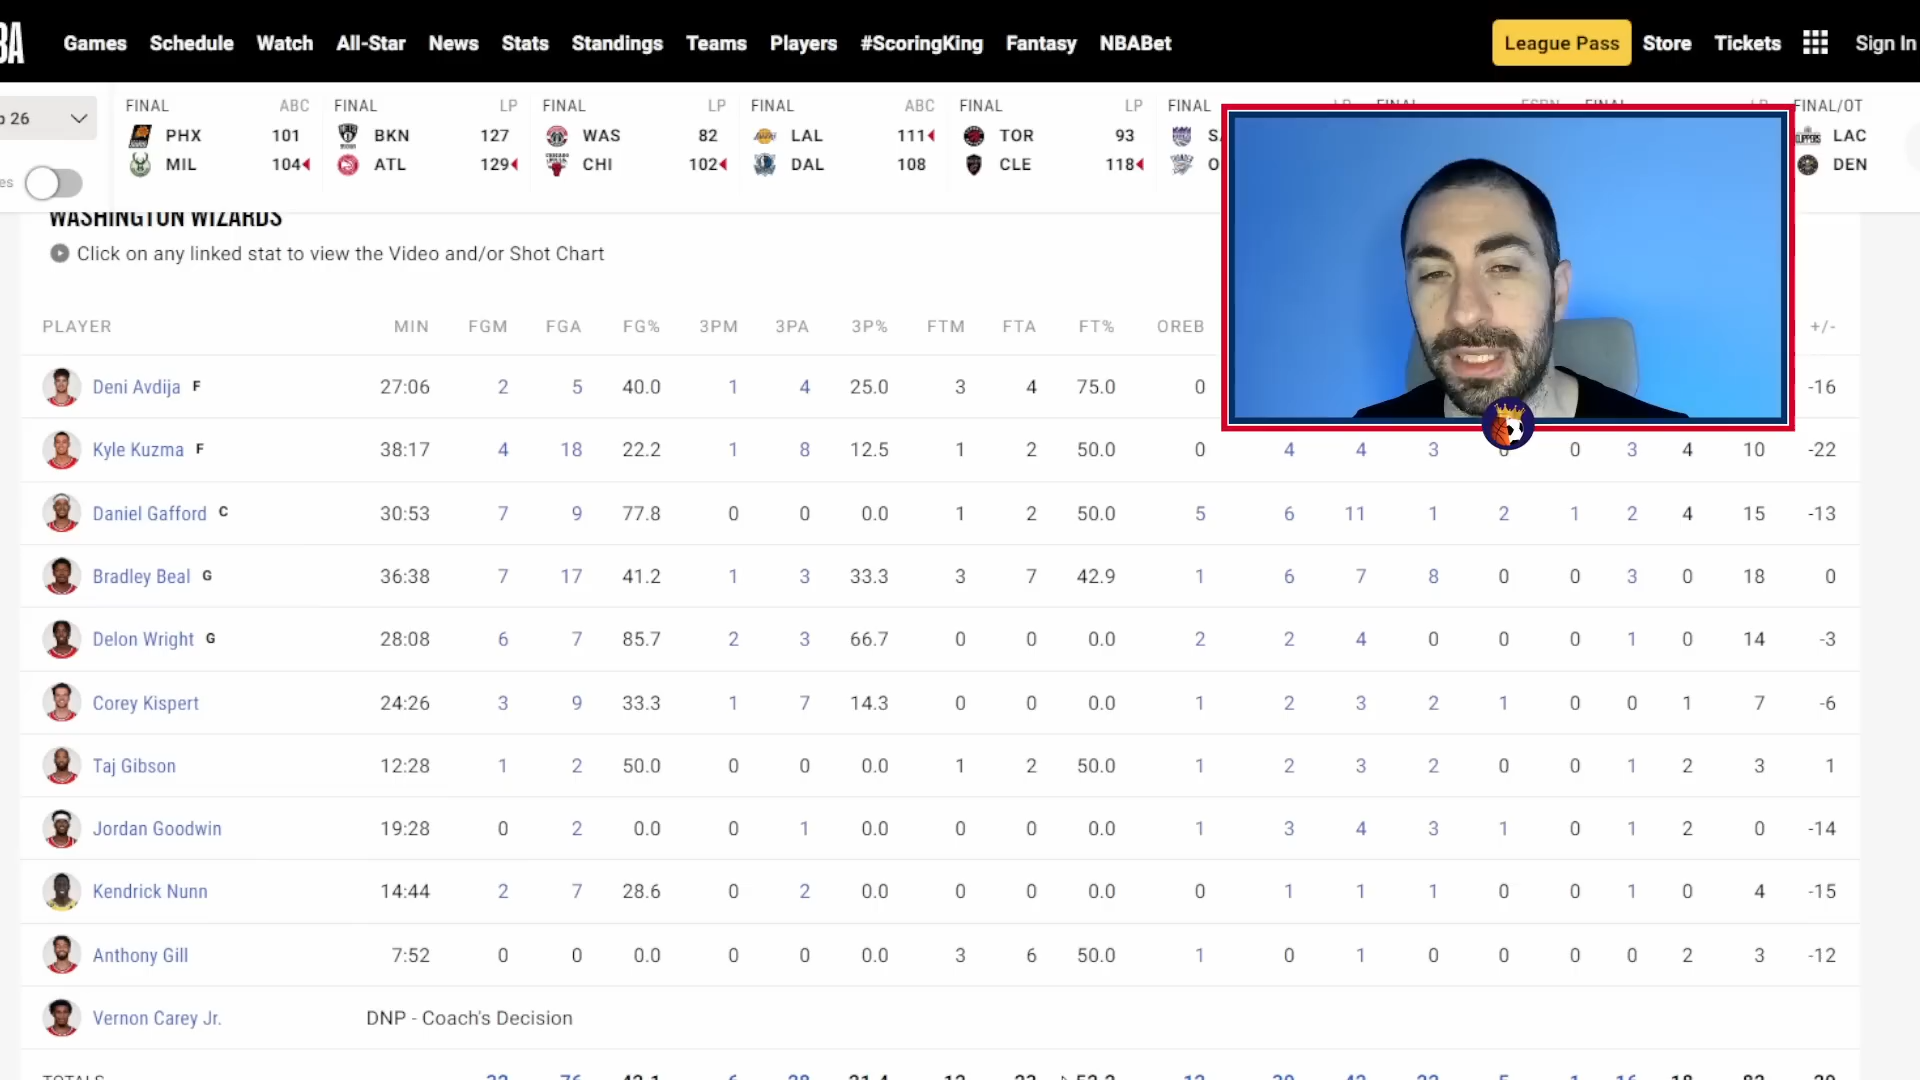 BA Games Schedule Watch All-Star News Stats Standings Teams Players #ScoringKing Fantasy NBABet League Pass Store Tickets Sign In
26 FINAL ABC FINAL LP FINAL LP FINAL ABC FINAL LP FINAL FINAL/OT
PHX 101 BKN 127 WAS 82 LAL 111 TOR 93 LAC
MIL 104 ATL 129 CHI 102 DAL 108 CLE 118 DEN
WASHINGTON WIZARDS
Click on any linked stat to view the Video and/or Shot Chart
PLAYER MIN FGM FGA FG% 3PM 3PA 3P% FTM FTA FT% OREB +/-
Deni Avdija F 27:06 2 5 40.0 1 4 25.0 3 4 75.0 0 -16
Kyle Kuzma F 38:17 4 18 22.2 1 8 12.5 1 2 50.0 0 4 4 3 0 0 3 4 10 -22
Daniel Gafford C 30:53 7 9 77.8 0 0 0.0 1 2 50.0 5 6 11 1 2 1 2 4 15 -13
Bradley Beal G 36:38 7 17 41.2 1 3 33.3 3 7 42.9 1 6 7 8 0 0 3 0 18 0
Delon Wright G 28:08 6 7 85.7 2 3 66.7 0 0 0.0 2 2 4 0 0 0 1 0 14 -3
Corey Kispert 24:26 3 9 33.3 1 7 14.3 0 0 0.0 1 2 3 2 1 0 0 1 7 -6
Taj Gibson 12:28 1 2 50.0 0 0 0.0 1 2 50.0 1 2 3 2 0 0 1 2 3 1
Jordan Goodwin 19:28 0 2 0.0 0 1 0.0 0 0 0.0 1 3 4 3 1 0 1 2 0 -14
Kendrick Nunn 14:44 2 7 28.6 0 2 0.0 0 0 0.0 0 1 1 1 0 0 1 0 4 -15
Anthony Gill 7:52 0 0 0.0 0 0 0.0 3 6 50.0 1 0 1 0 0 0 0 2 3 -12
Vernon Carey Jr. DNP - Coach's Decision